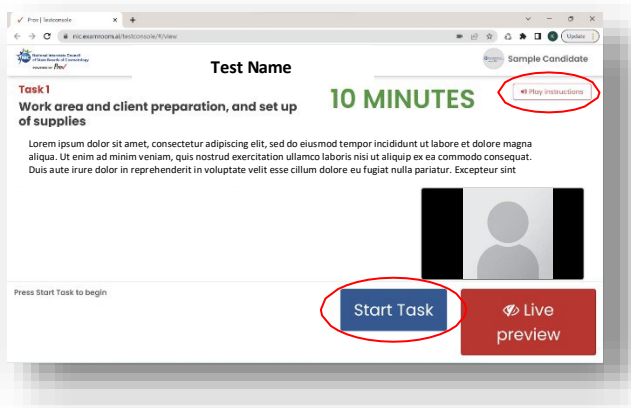 Prov | Testconsole
nic.examroom.ai/testconsole/#/view
Update
National Interstate Council
of State Boards of Cosmetology
POWERED BY Prov
Test Name
Sample Candidate
Task 1
Work area and client preparation, and set up
of supplies
10 MINUTES
Play instructions
Lorem ipsum dolor sit amet, consectetur adipiscing elit, sed do eiusmod tempor incididunt ut labore et dolore magna
aliqua. Ut enim ad minim veniam, quis nostrud exercitation ullamco laboris nisi ut aliquip ex ea commodo consequat.
Duis aute irure dolor in reprehenderit in voluptate velit esse cillum dolore eu fugiat nulla pariatur. Excepteur sint
Press Start Task to begin
Start Task
Live
preview